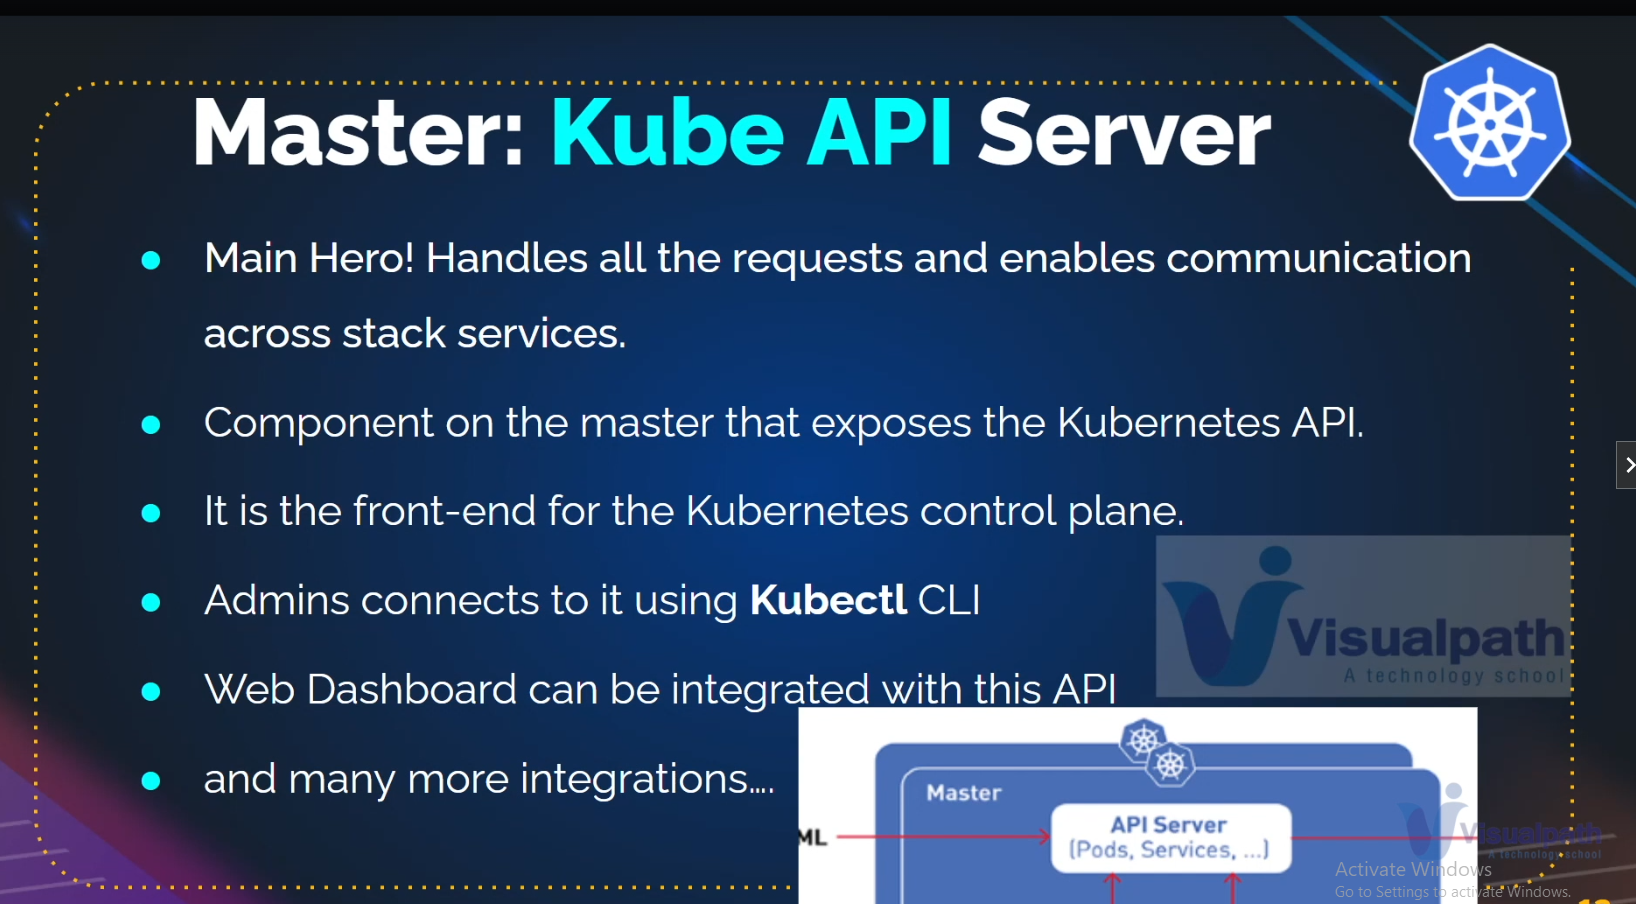 Master: Kube API Server
Main Hero! Handles all the requests and enables communication
across stack services.
Component on the master that exposes the Kubernetes API.
It is the front-end for the Kubernetes control plane.
Admins connects to it using Kubectl CLI
Web Dashboard can be integrated with this API
and many more integrations....
Visualpath
A technology school
Master
ML
API Server
(Pods, Services, ...)
Visualpath
A technology school
Activate Windows
Go to Settings to activate Windows.